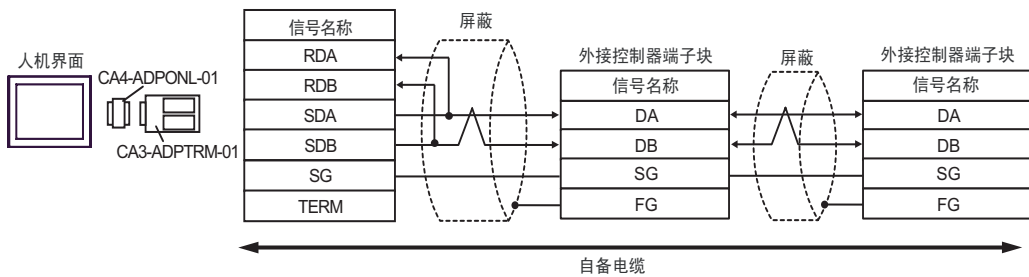 人机界面
CA4-ADPONL-01
CA3-ADPTRM-01
信号名称
RDA
RDB
SDA
SDB
SG
TERM
屏蔽
外接控制器端子块
信号名称
DA
DB
SG
FG
屏蔽
外接控制器端子块
信号名称
DA
DB
SG
FG
自备电缆